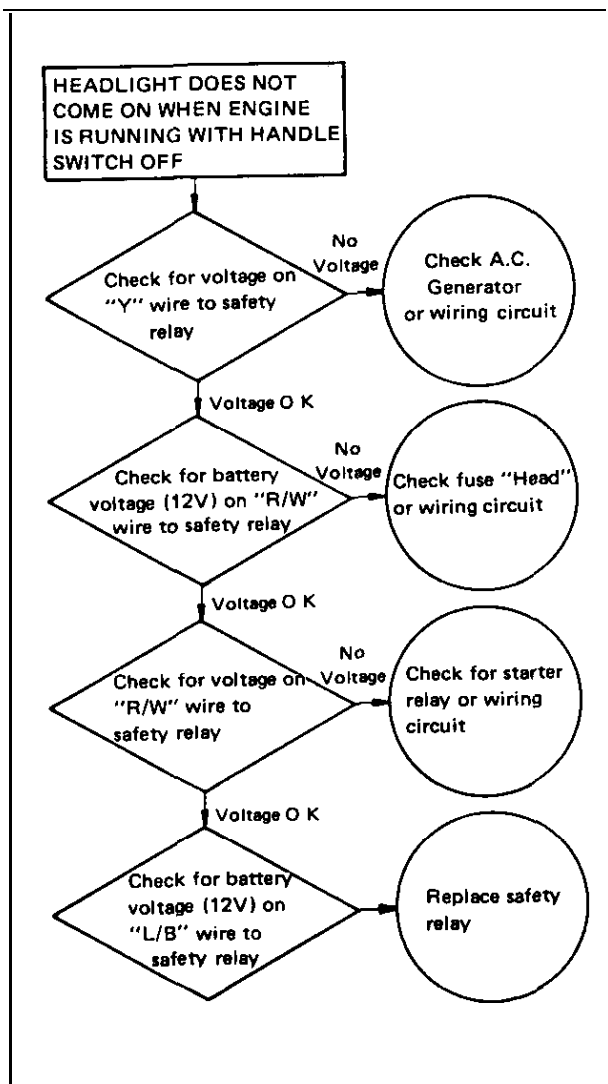 HEADLIGHT DOES NOT
COME ON WHEN ENGINE
IS RUNNING WITH HANDLE
SWITCH OFF
Check for voltage on
"Y" wire to safety
relay
No
Voltage
Check A.C.
Generator
or wiring circuit
Voltage O K
Check for battery
voltage (12V) on "R/W"
wire to safety relay
No
Voltage
Check fuse "Head"
or wiring circuit
Voltage O K
Check for voltage on
"R/W" wire to
safety relay
No
Voltage
Check for starter
relay or wiring
circuit
Voltage O K
Check for battery
voltage (12V) on
"L/B" wire to
safety relay
Replace safety
relay